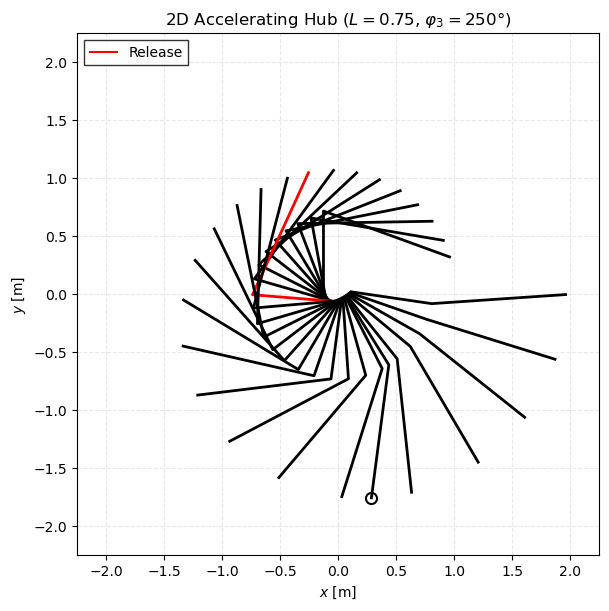 2D Accelerating Hub (L = 0.75, φ₃ = 250°)
Release
2.0
1.5
1.0
0.5
0.0
−0.5
−1.0
−1.5
−2.0
y [m]
−2.0 −1.5 −1.0 −0.5 0.0 0.5 1.0 1.5 2.0
x [m]